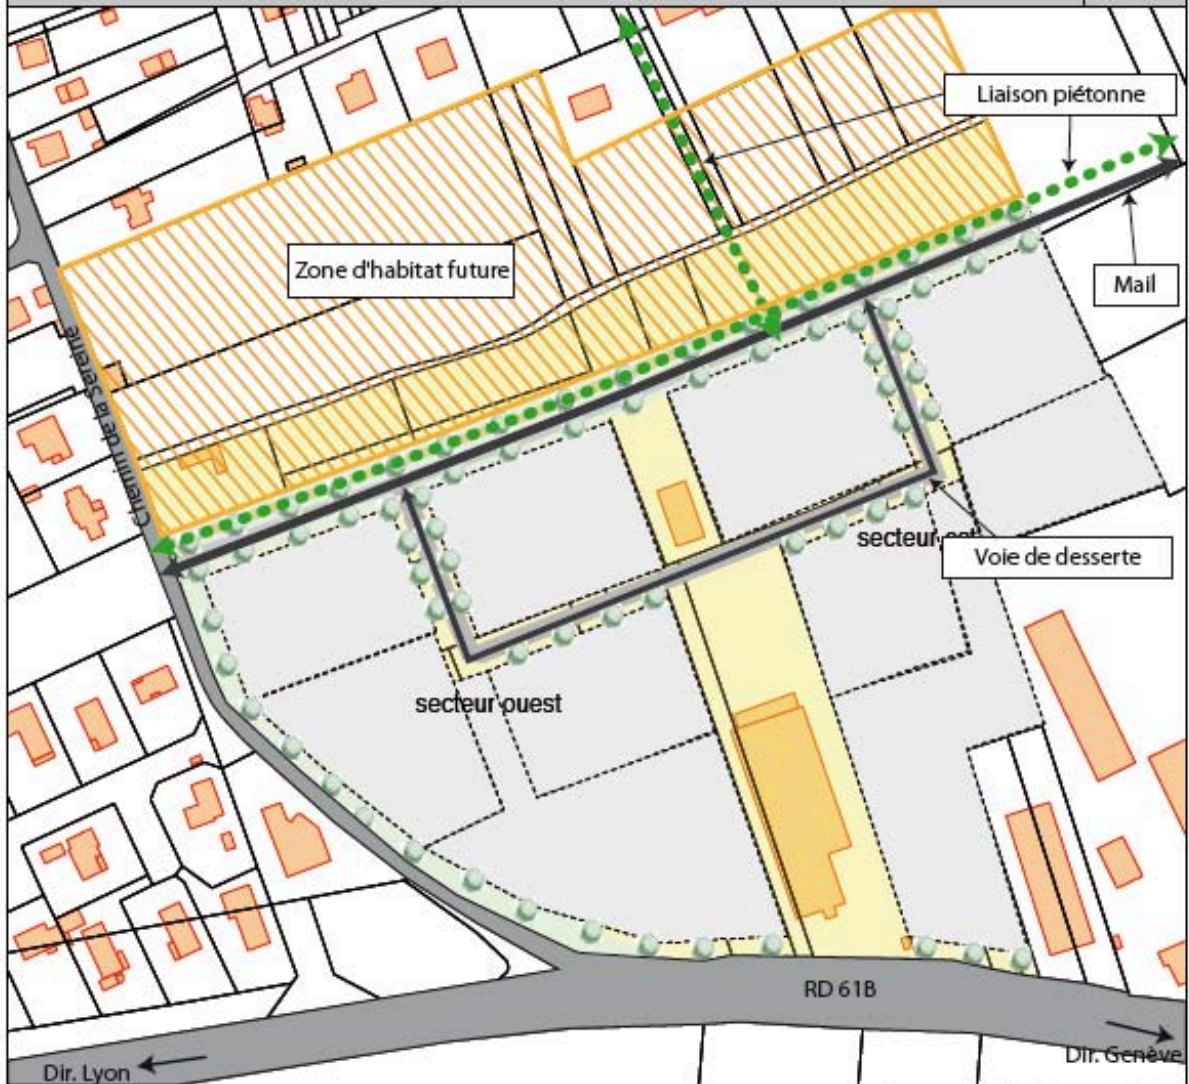 Liaison piétonne
Zone d'habitat future
Mail
Chemin de la Sereine
secteur est
Voie de desserte
secteur ouest
RD 61B
Dir. Genève
Dir. Lyon